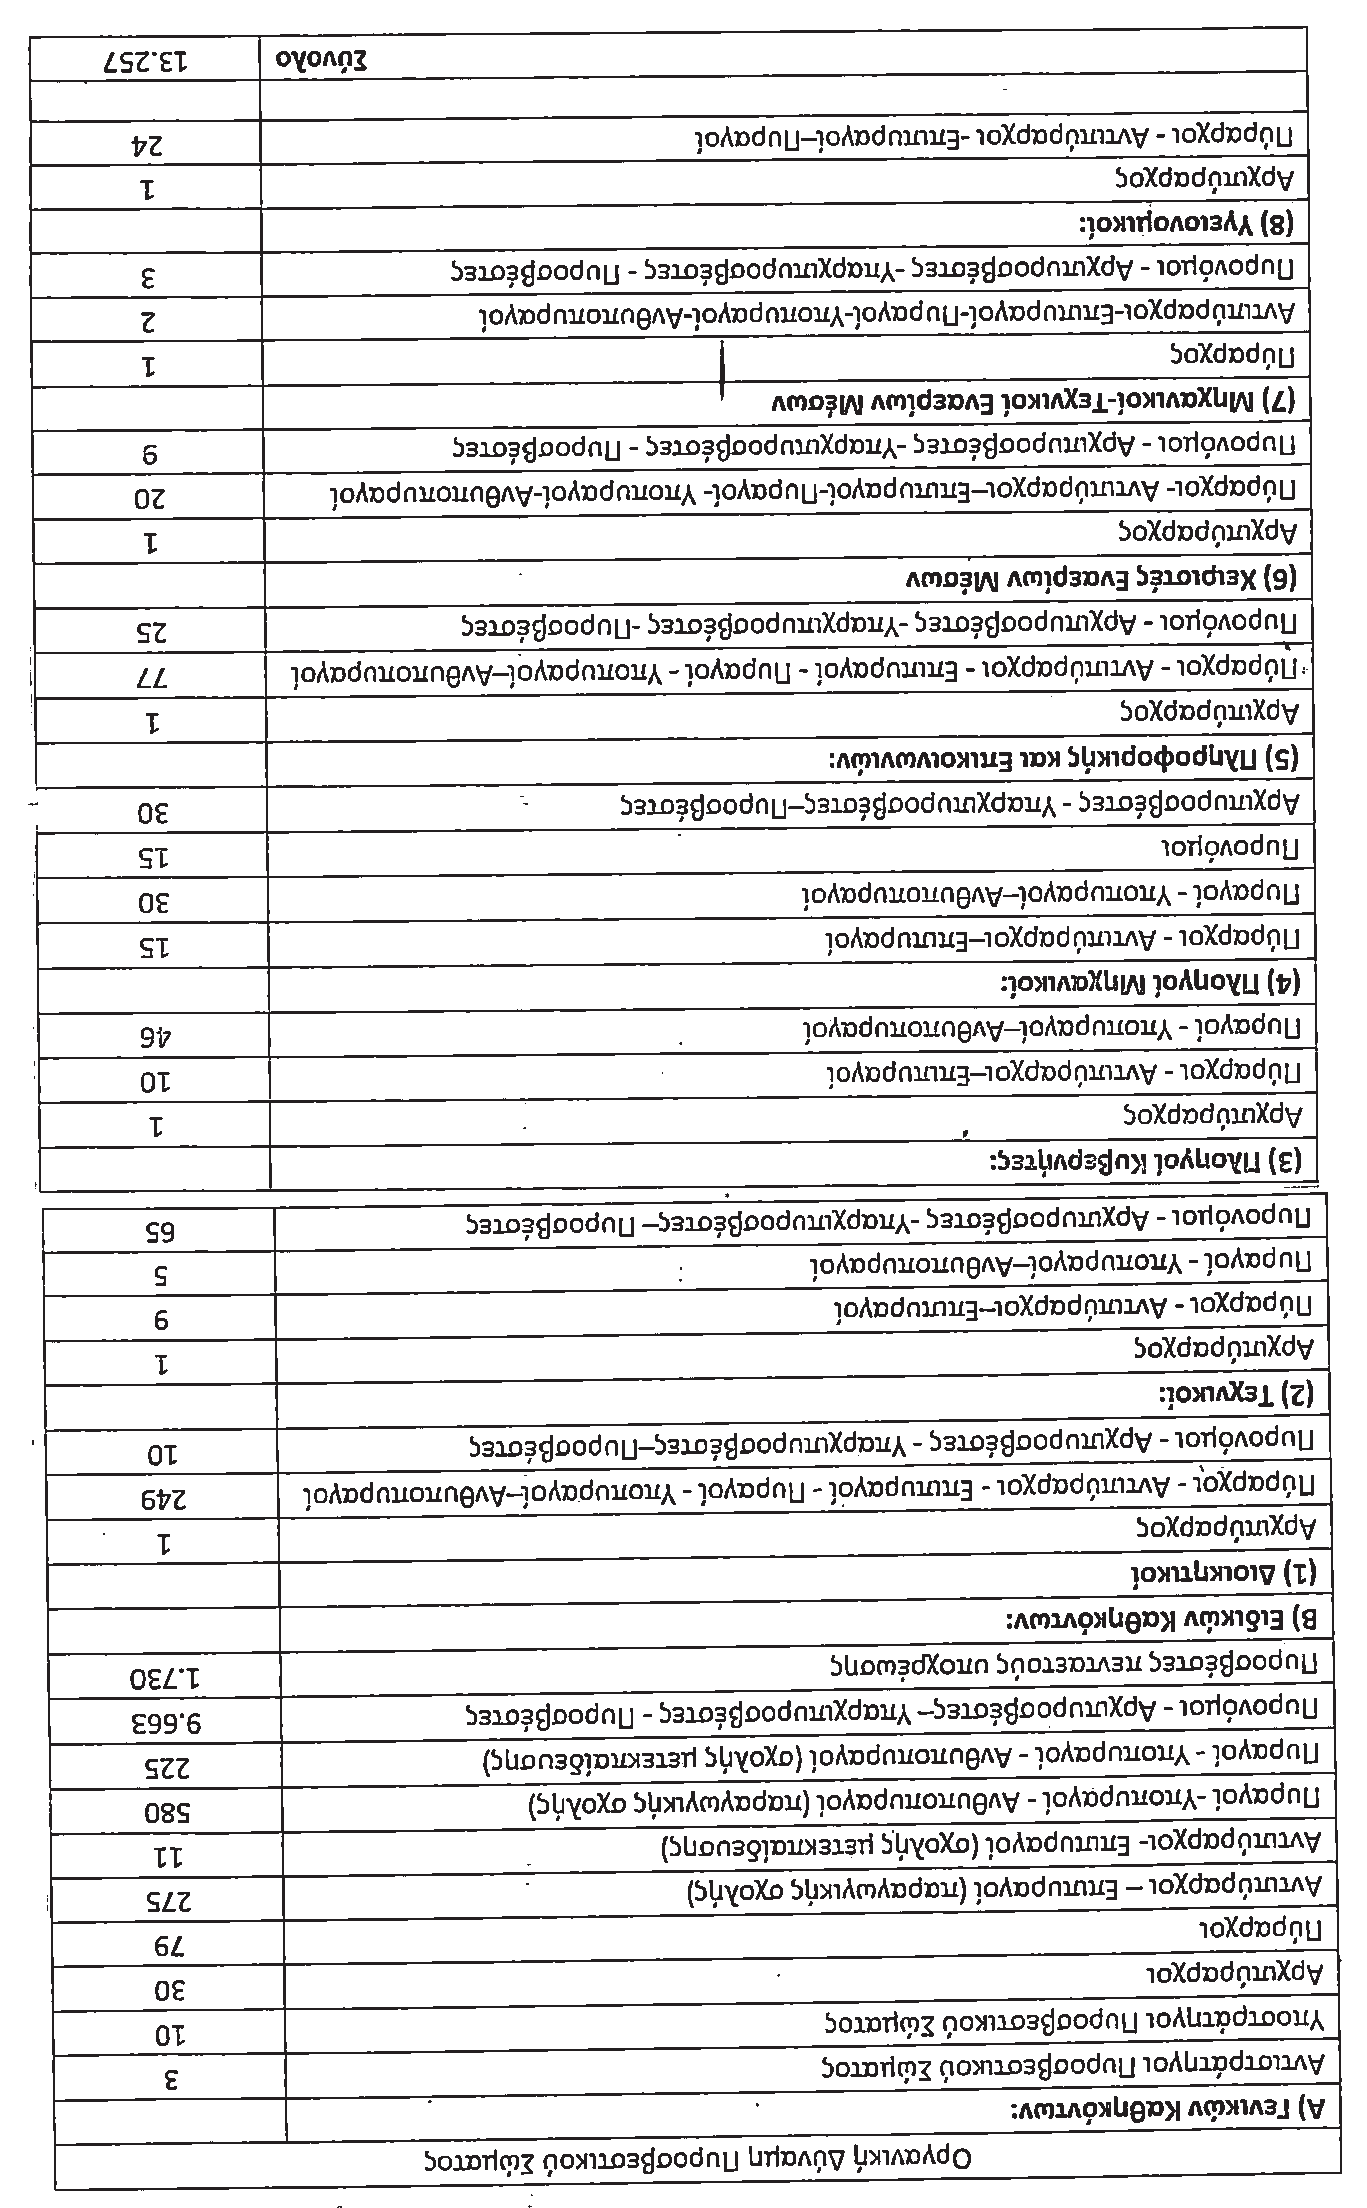 Οργανική Δύναμη Πυροσβεστικού Σώματος
Α) Γενικών Καθηκόντων:
Αντιστράτηγοι Πυροσβεστικού Σώματος 3
Υποστράτηγοι Πυροσβεστικού Σώματος 10
Αρχιπύραρχοι 30
Πύραρχοι 79
Αντιπύραρχοι – Επιπυραγοί (παραγωγικής σχολής) 275
Αντιπύραρχοι- Επιπυραγοί (σχολής μετεκπαίδευσης) 11
Πυραγοί -Υποπυραγοί - Ανθυποπυραγοί (παραγωγικής σχολής) 580
Πυραγοί - Υποπυραγοί - Ανθυποπυραγοί (σχολής μετεκπαίδευσης) 225
Πυρονόμοι - Αρχιπυροσβέστες– Υπαρχιπυροσβέστες - Πυροσβέστες 9.663
Πυροσβέστες πενταετούς υποχρέωσης 1.730
Β) Ειδικών Καθηκόντων:
(1) Διοικητικοί
Αρχιπύραρχος 1
Πύραρχοι - Αντιπύραρχοι - Επιπυραγοί - Πυραγοί - Υποπυραγοί–Ανθυποπυραγοί 249
Πυρονόμοι - Αρχιπυροσβέστες - Υπαρχιπυροσβέστες–Πυροσβέστες 10
(2) Τεχνικοί:
Αρχιπύραρχος 1
Πύραρχοι - Αντιπύραρχοι–Επιπυραγοί 9
Πυραγοί - Υποπυραγοί–Ανθυποπυραγοί 5
Πυρονόμοι - Αρχιπυροσβέστες -Υπαρχιπυροσβέστες– Πυροσβέστες 65
(3) Πλοηγοί Κυβερνήτες:
Αρχιπύραρχος 1
Πύραρχοι - Αντιπύραρχοι–Επιπυραγοί 10
Πυραγοί - Υποπυραγοί–Ανθυποπυραγοί 46
(4) Πλοηγοί Μηχανικοί:
Πύραρχοι - Αντιπύραρχοι–Επιπυραγοί 15
Πυραγοί - Υποπυραγοί–Ανθυποπυραγοί 30
Πυρονόμοι 15
Αρχιπυροσβέστες - Υπαρχιπυροσβέστες–Πυροσβέστες 30
(5) Πληροφορικής και Επικοινωνιών:
Αρχιπύραρχος 1
Πύραρχοι - Αντιπύραρχοι - Επιπυραγοί - Πυραγοί - Υποπυραγοί–Ανθυποπυραγοί 77
Πυρονόμοι - Αρχιπυροσβέστες -Υπαρχιπυροσβέστες -Πυροσβέστες 25
(6) Χειριστές Εναερίων Μέσων
Αρχιπύραρχος 1
Πύραρχοι- Αντιπύραρχοι–Επιπυραγοί-Πυραγοί- Υποπυραγοί-Ανθυποπυραγοί 20
Πυρονόμοι - Αρχιπυροσβέστες -Υπαρχιπυροσβέστες - Πυροσβέστες 9
(7) Μηχανικοί-Τεχνικοί Εναερίων Μέσων
Πύραρχος 1
Αντιπύραρχοι-Επιπυραγοί-Πυραγοί-Υποπυραγοί-Ανθυποπυραγοί 2
Πυρονόμοι - Αρχιπυροσβέστες -Υπαρχιπυροσβέστες - Πυροσβέστες 3
(8) Υγειονομικοί:
Αρχιπύραρχος 1
Πύραρχοι - Αντιπύραρχοι -Επιπυραγοί–Πυραγοί 24
Σύνολο 13.257